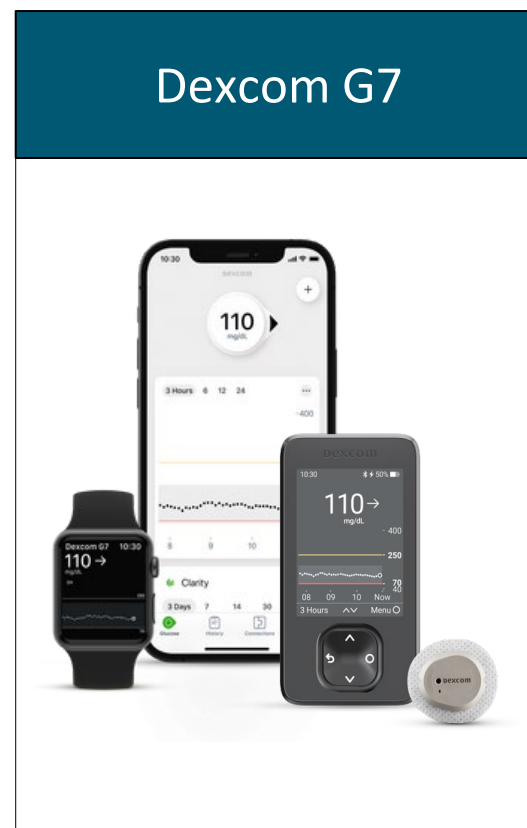 Dexcom G7
10:30
DEXCOM
+
110
mg/dL
3 Hours 6 12 24
400
8 9 10
Clarity
3 Days 7 14 30
Glucose History Connections
Dexcom G7 10:30
110
Dexcom
10:30 50%
110
mg/dL
400
250
70
40
08 09 10 Now
3 Hours Menu
Dexcom